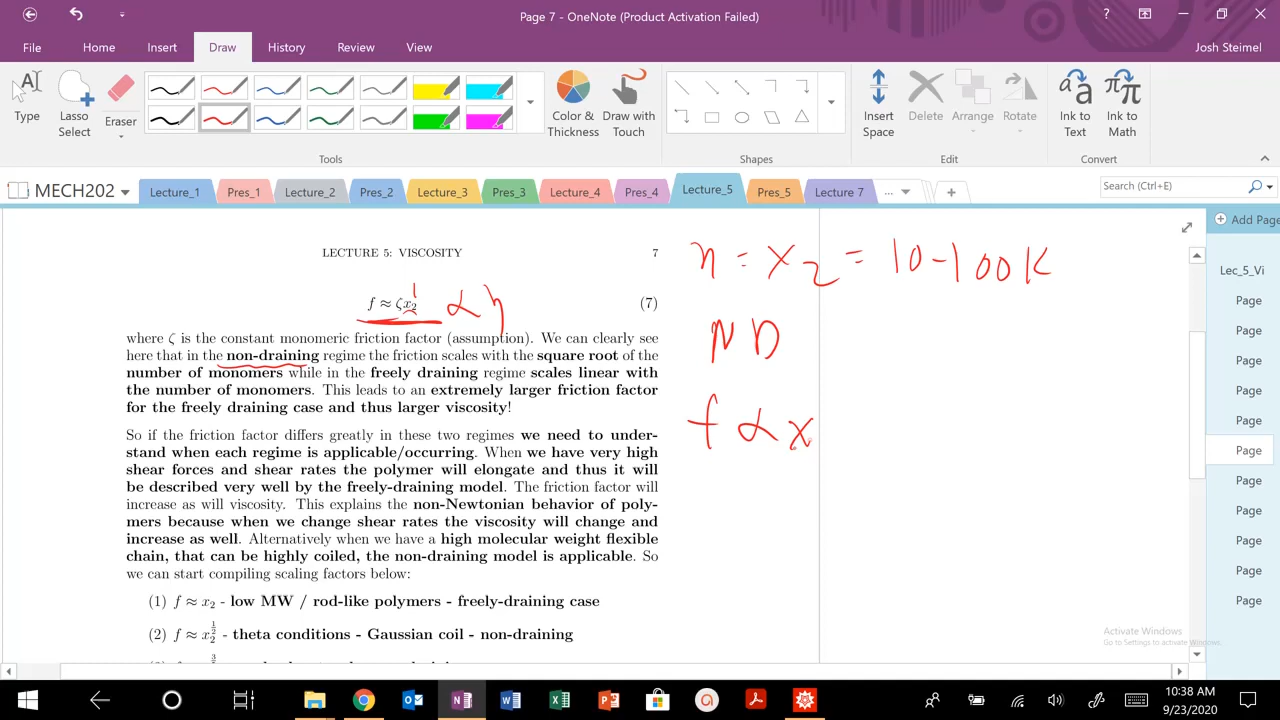 Page 7 - OneNote (Product Activation Failed)
?
File Home Insert Draw History Review View Josh Steimel
Type
Lasso Select
Eraser
Color & Thickness
Draw with Touch
Insert Space
Delete
Arrange
Rotate
Ink to Text
Ink to Math
Tools Shapes Edit Convert
MECH202 Lecture_1 Pres_1 Lecture_2 Pres_2 Lecture_3 Pres_3 Lecture_4 Pres_4 Lecture_5 Pres_5 Lecture 7 ... Search (Ctrl+E)
Add Page
Lec_5_Vi
Page
Page
Page
Page
Page
Page
Page
Page
Page
Page
Page
LECTURE 5: VISCOSITY 7
f ≈ ζx₂ (7)
1
∝ η
where ζ is the constant monomeric friction factor (assumption). We can clearly see
here that in the non-draining regime the friction scales with the square root of the
number of monomers while in the freely draining regime scales linear with
the number of monomers. This leads to an extremely larger friction factor
for the freely draining case and thus larger viscosity!
So if the friction factor differs greatly in these two regimes we need to under-
stand when each regime is applicable/occurring. When we have very high
shear forces and shear rates the polymer will elongate and thus it will
be described very well by the freely-draining model. The friction factor will
increase as will viscosity. This explains the non-Newtonian behavior of poly-
mers because when we change shear rates the viscosity will change and
increase as well. Alternatively when we have a high molecular weight flexible
chain, that can be highly coiled, the non-draining model is applicable. So
we can start compiling scaling factors below:
(1) f ≈ x₂ - low MW / rod-like polymers - freely-draining case
(2) f ≈ x₂^1/2 - theta conditions - Gaussian coil - non-draining
n = x₂ = 10-100K
ND
f ∝ x
Activate Windows
Go to Settings to activate Windows.
10:38 AM
9/23/2020